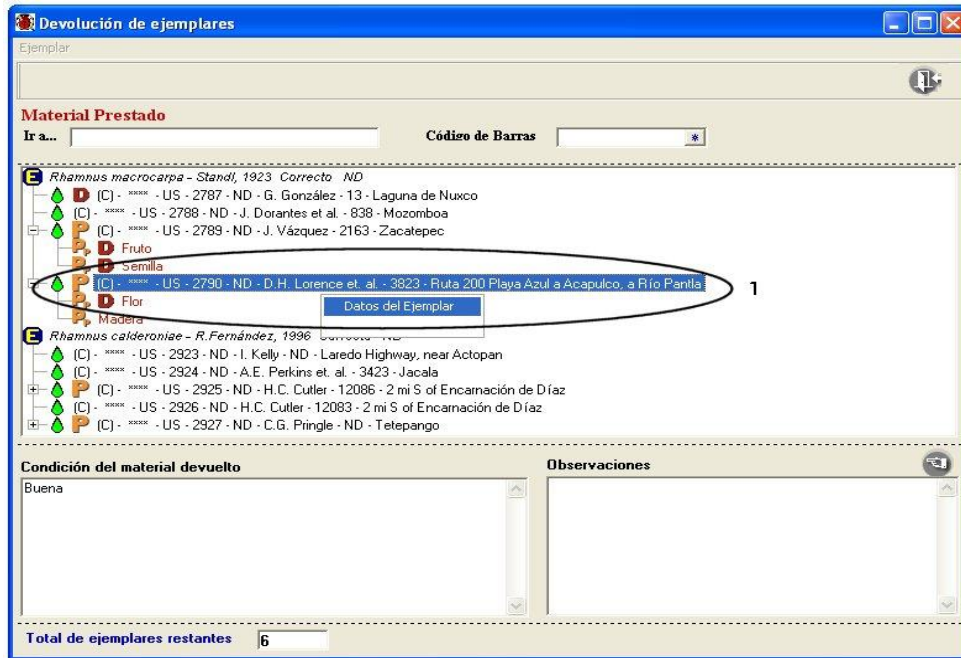 Devolución de ejemplares
Ejemplar
Material Prestado
Ir a...
Código de Barras
*
E Rhamnus macrocarpa - Standl, 1923 Correcto ND
D (C) - **** - US - 2787 - ND - G. González - 13 - Laguna de Nuxco
(C) - **** - US - 2788 - ND - J. Dorantes et al. - 838 - Mozomboa
P (C) - **** - US - 2789 - ND - J. Vázquez - 2163 - Zacatepec
PP D Fruto
PP D Semilla
P (C) - **** - US - 2790 - ND - D.H. Lorence et. al. - 3823 - Ruta 200 Playa Azul a Acapulco, a Río Pantla
1
PP D Flor
Datos del Ejemplar
PP Madera
E Rhamnus calderoniae - R.Fernández, 1996 ND
(C) - **** - US - 2923 - ND - I. Kelly - ND - Laredo Highway, near Actopan
(C) - **** - US - 2924 - ND - A.E. Perkins et. al. - 3423 - Jacala
P (C) - **** - US - 2925 - ND - H.C. Cutler - 12086 - 2 mi S of Encarnación de Díaz
(C) - **** - US - 2926 - ND - H.C. Cutler - 12083 - 2 mi S of Encarnación de Díaz
P (C) - **** - US - 2927 - ND - C.G. Pringle - ND - Tetepango
Condición del material devuelto
Observaciones
Buena
Total de ejemplares restantes
6